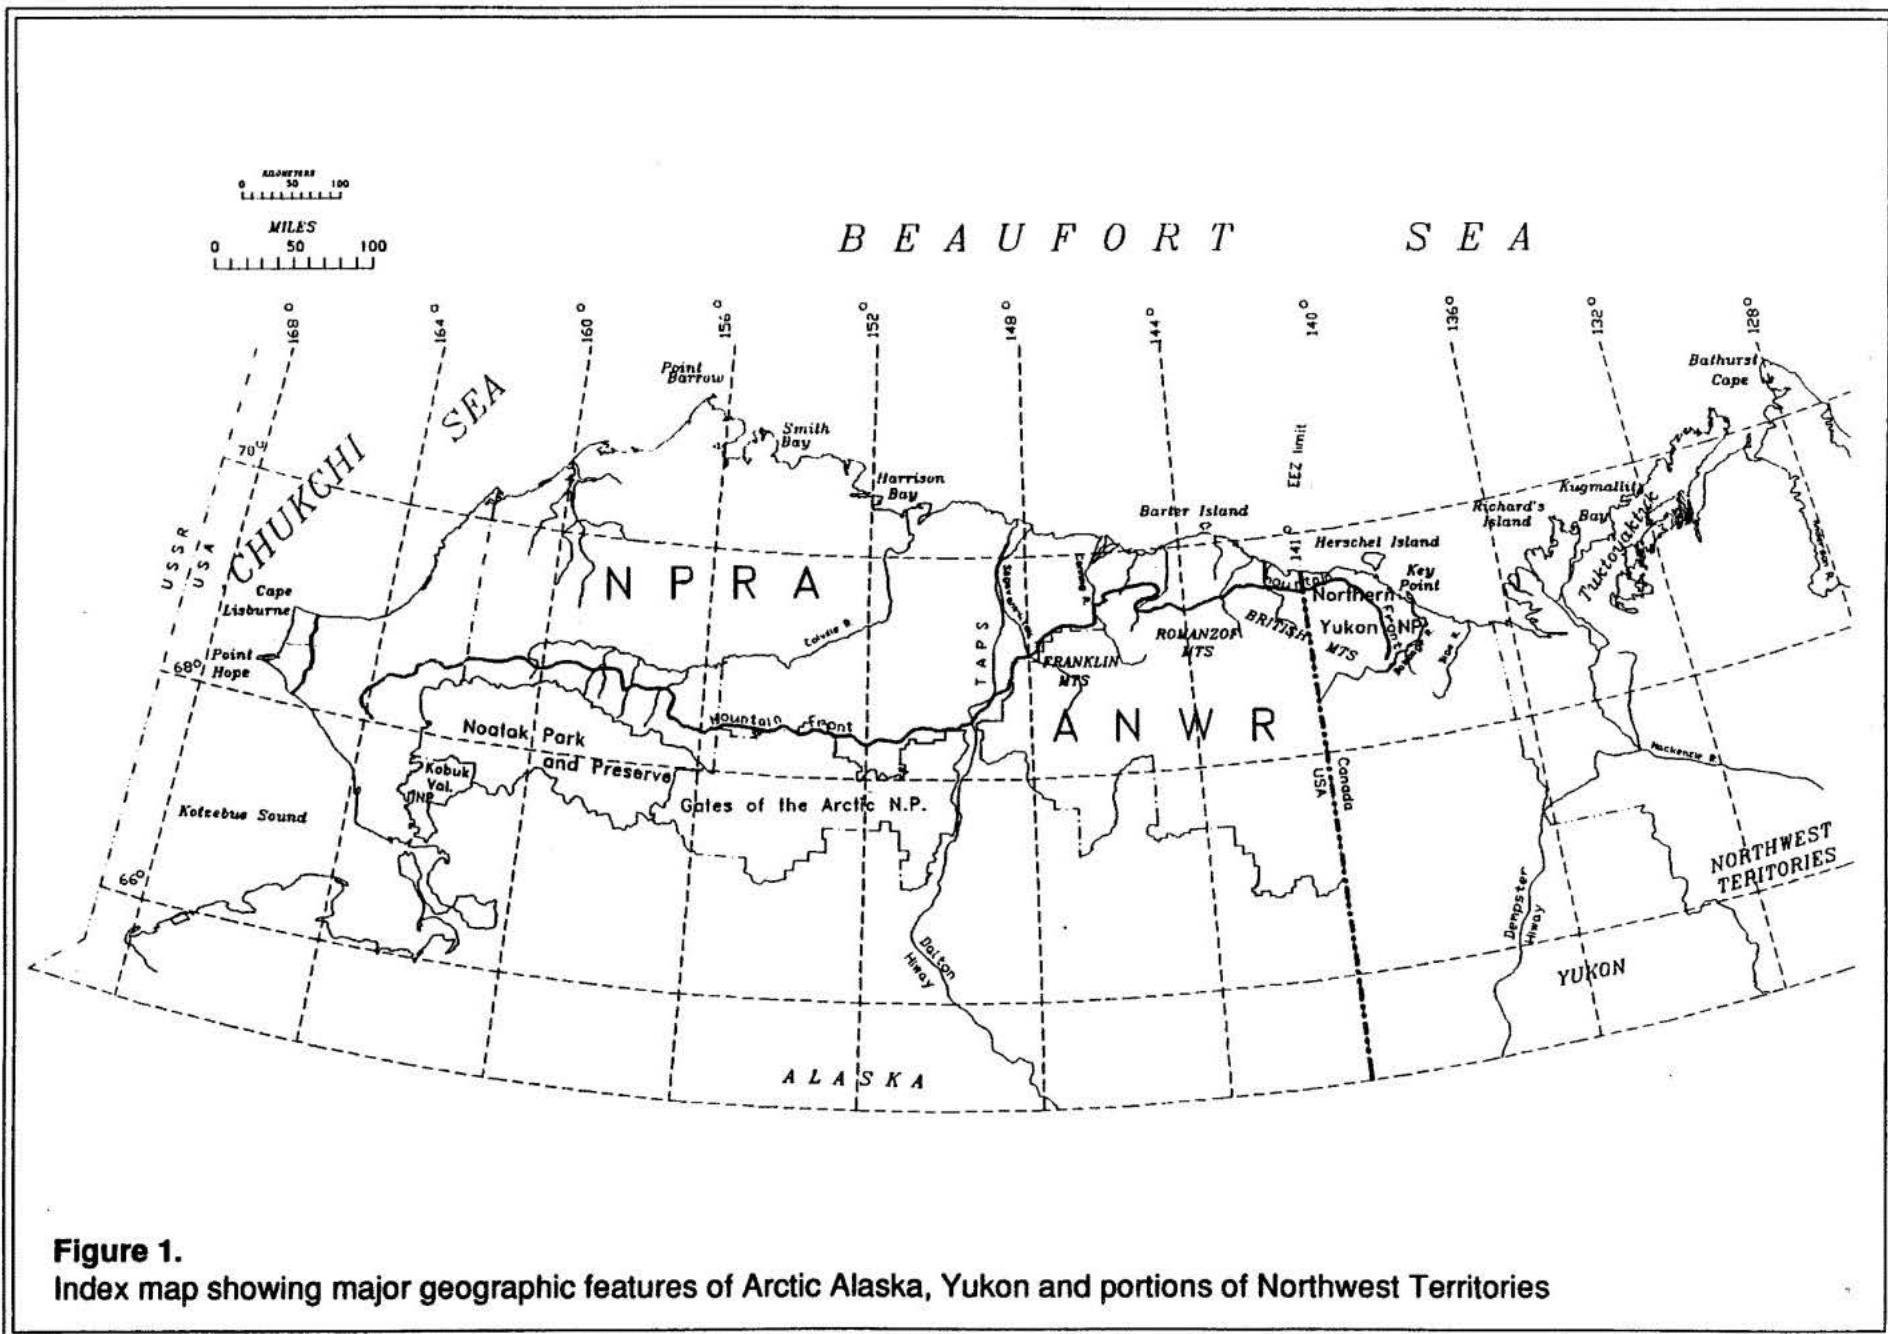 KILOMETERS
0 50 100
MILES
0 50 100
BEAUFORT SEA
168°
164°
160°
156°
152°
148°
144°
140°
136°
132°
128°
CHUKCHI SEA
USSR
USA
70°
68°
66°
Point
Barrow
Smith
Bay
Harrison
Bay
Barter Island
EEZ limit
141°
Herschel Island
Key
Point
Richard's
Island
Kugmallit
Bay
Tuktoyaktuk
Bathurst
Cape
Cape
Lisburne
Point
Hope
NPRA
Colville R.
TAPS
Canning R.
FRANKLIN
MTS
ROMANZOF
MTS
BRITISH
MTS
Mountain
Front
Northern
Yukon NP
ANWR
Mountain Front
Noatak Park
and Preserve
Kobuk
Val.
NP
Gates of the Arctic N.P.
Kotzebue Sound
USA
Canada
Mackenzie R.
NORTHWEST
TERITORIES
Dempster
Hiway
YUKON
Dalton
Hiway
ALASKA
Figure 1.
Index map showing major geographic features of Arctic Alaska, Yukon and portions of Northwest Territories